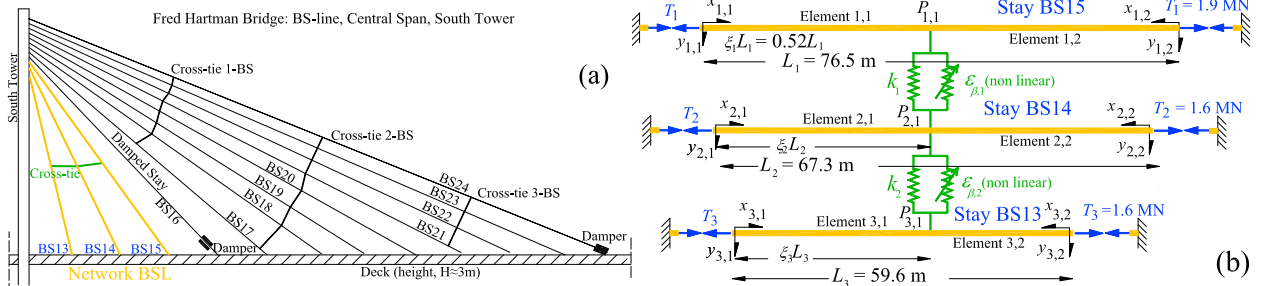 Fred Hartman Bridge: BS-line, Central Span, South Tower
South Tower
Cross-tie 1-BS
Cross-tie 2-BS
Cross-tie 3-BS
(a)
Cross-tie
Damped Stay
BS16
BS17
BS18
BS19
BS20
BS24
BS23
BS22
BS21
BS13
BS14
BS15
Damper
Damper
Network BSL
Deck (height, H≈3m)
T₁
x₁,₁
P₁,₁
Stay BS15
x₁,₂
T₁ = 1.9 MN
Element 1,1
Element 1,2
y₁,₁
ξ₁L₁ = 0.52L₁
y₁,₂
L₁ = 76.5 m
k₁
εβ,₁ (non linear)
T₂
x₂,₁
Element 2,1
P₂,₁
Stay BS14
x₂,₂
T₂ = 1.6 MN
y₂,₁
ξ₂L₂
Element 2,2
y₂,₂
L₂ = 67.3 m
k₂
εβ,₂ (non linear)
T₃
x₃,₁
Element 3,1
P₃,₁
Stay BS13
x₃,₂
T₃ = 1.6 MN
y₃,₁
ξ₃L₃
Element 3,2
y₃,₂
L₃ = 59.6 m
(b)